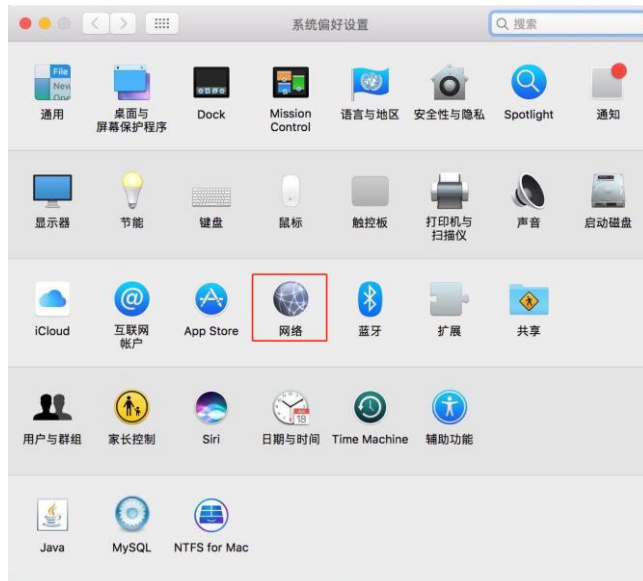 系统偏好设置
搜索
File
New
通用
桌面与
屏幕保护程序
Dock
Mission
Control
语言与地区
安全性与隐私
Spotlight
通知
显示器
节能
键盘
鼠标
触控板
打印机与
扫描仪
声音
启动磁盘
iCloud
@
互联网
帐户
App Store
网络
蓝牙
扩展
共享
用户与群组
家长控制
Siri
18
日期与时间
Time Machine
辅助功能
Java
MySQL
NTFS for Mac